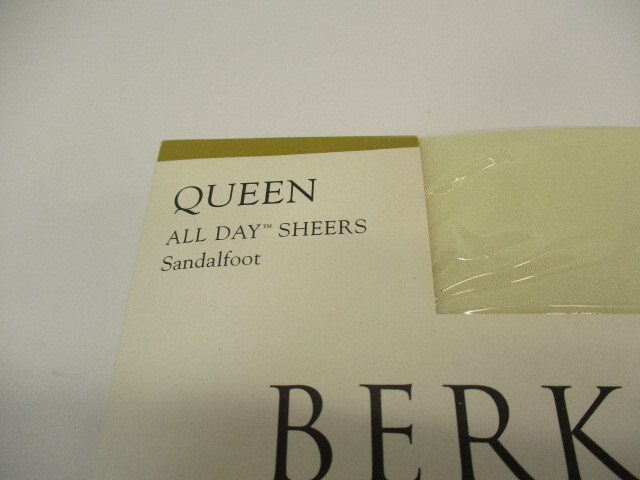 QUEEN
ALL DAY™ SHEERS
Sandalfoot
BERK